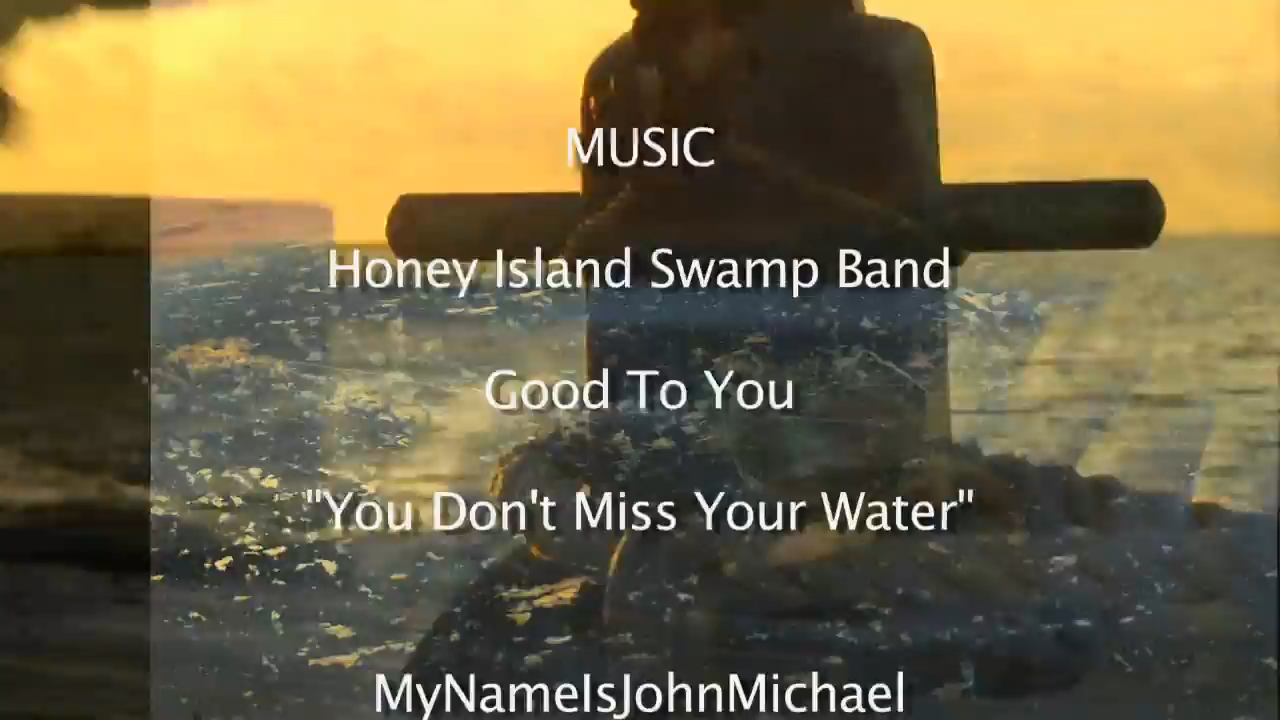 MUSIC
Honey Island Swamp Band
Good To You
"You Don't Miss Your Water"
MyNameIsJohnMichael